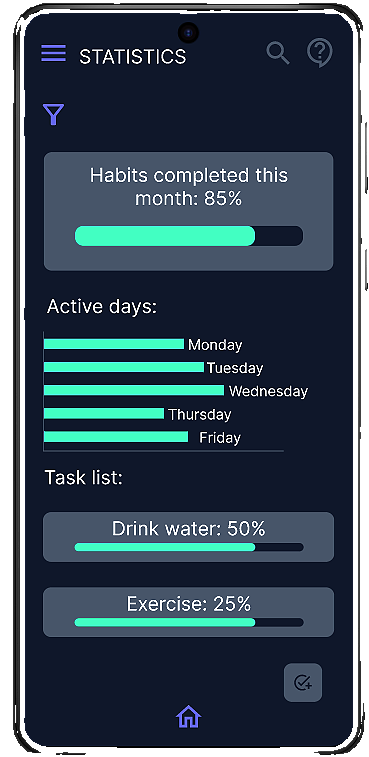 STATISTICS
Habits completed this
month: 85%
Active days:
Monday
Tuesday
Wednesday
Thursday
Friday
Task list:
Drink water: 50%
Exercise: 25%